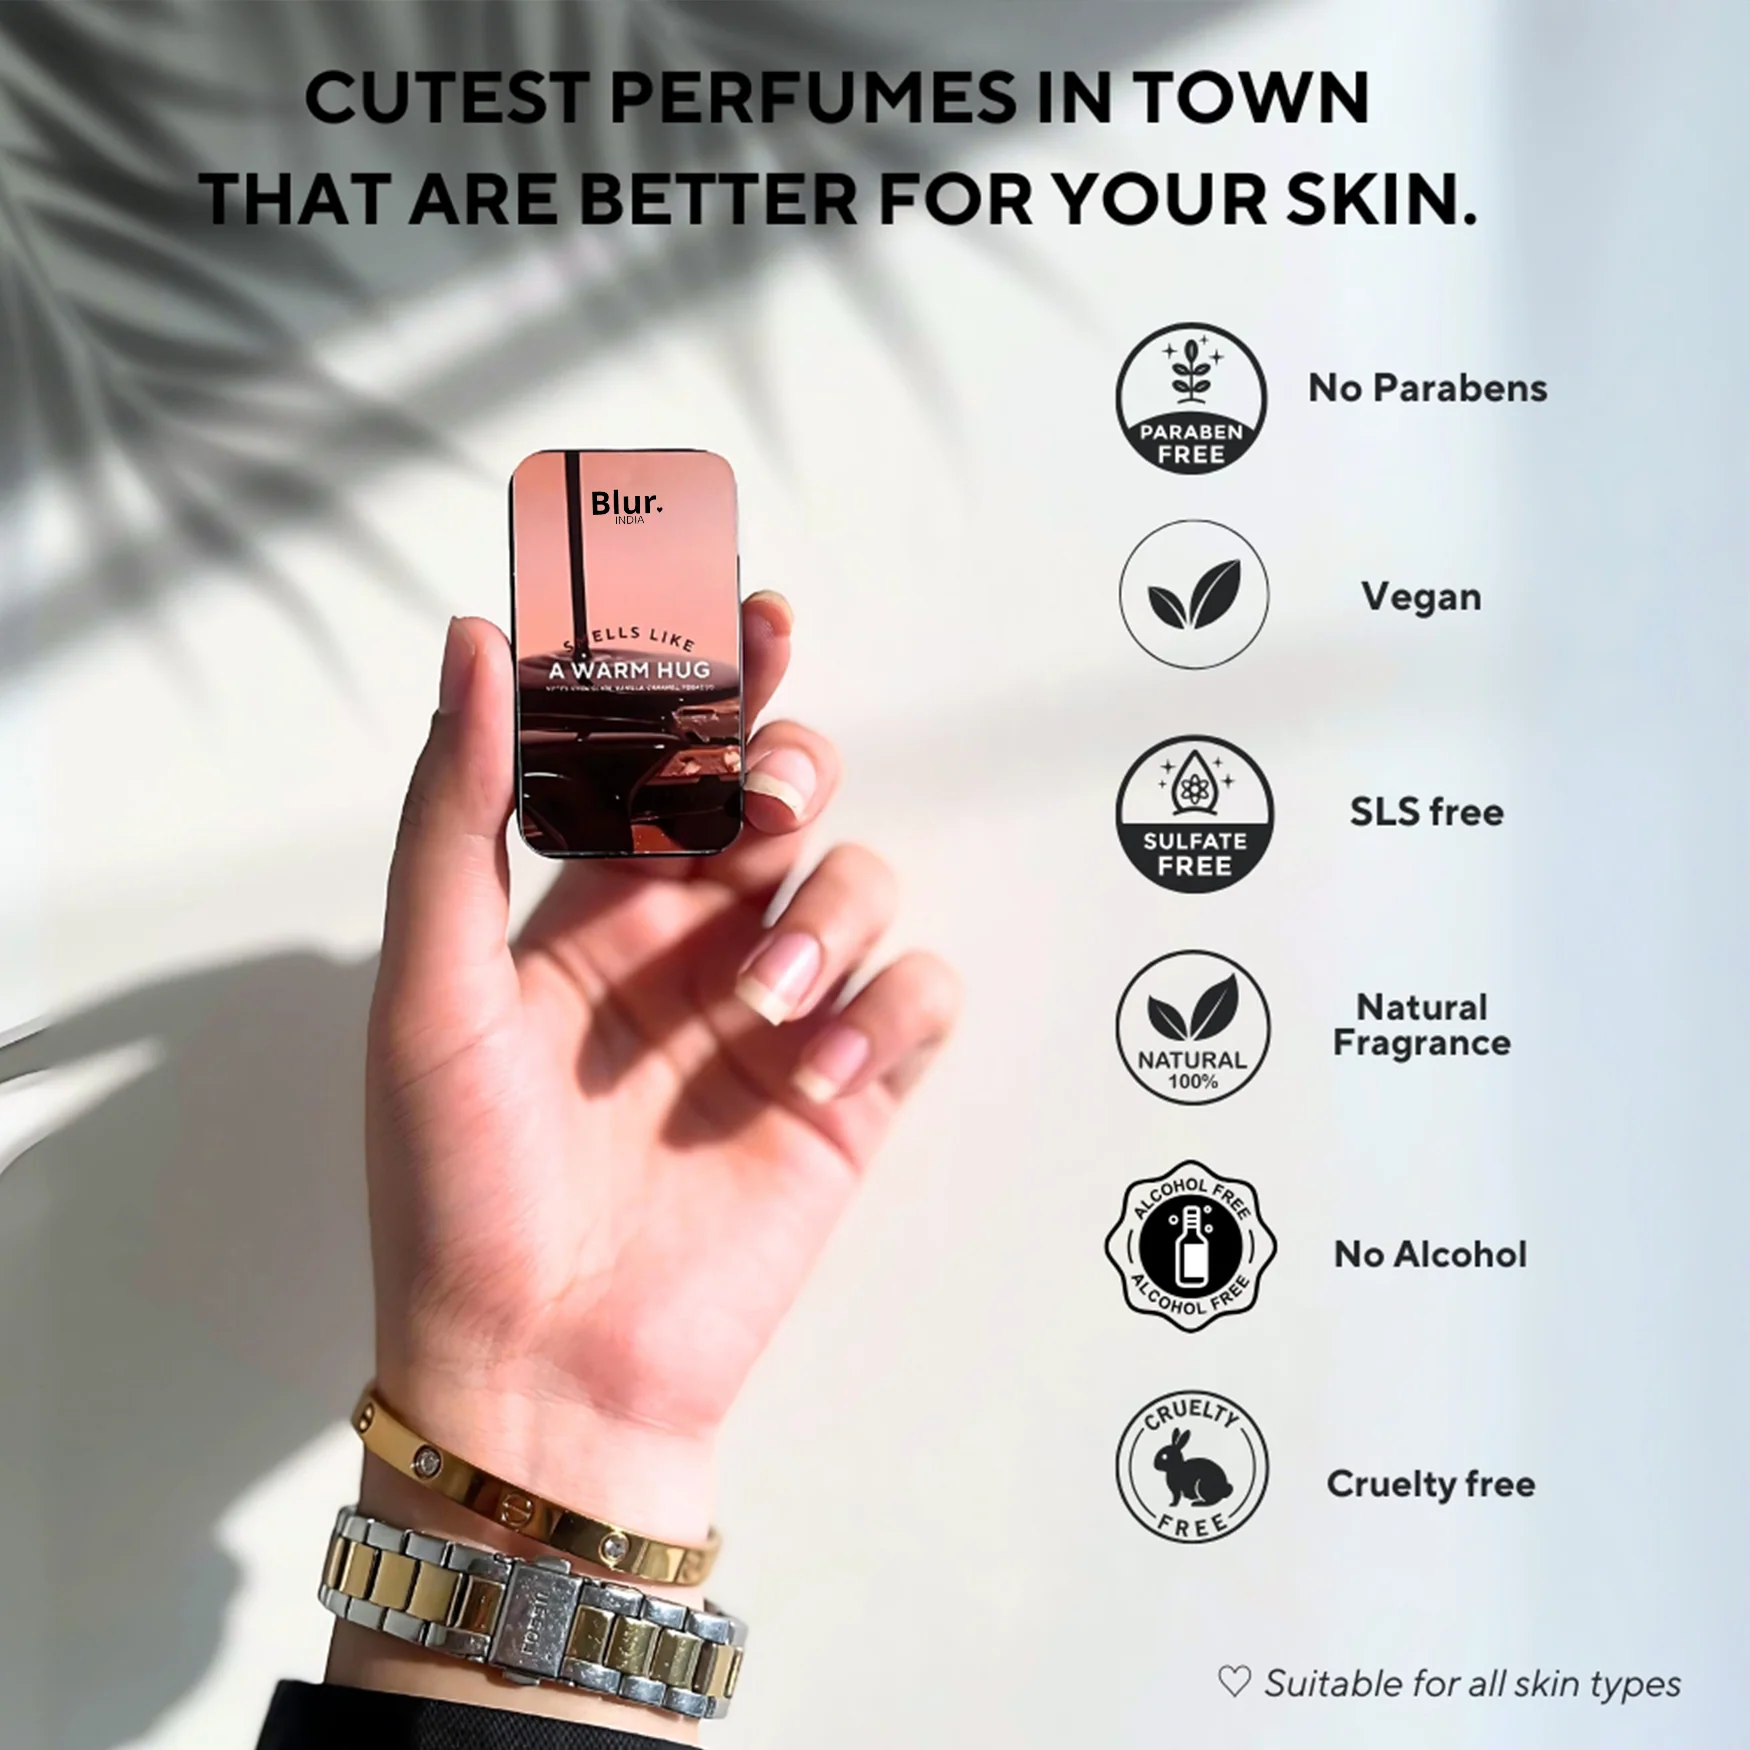 CUTEST PERFUMES IN TOWN
THAT ARE BETTER FOR YOUR SKIN.
Blur.
INDIA
SMELLS LIKE
A WARM HUG
PARABEN
FREE
No Parabens
Vegan
SULFATE
FREE
SLS free
NATURAL
100%
Natural
Fragrance
ALCOHOL FREE
ALCOHOL FREE
No Alcohol
CRUELTY
FREE
Cruelty free
FOSSIL
♡ Suitable for all skin types